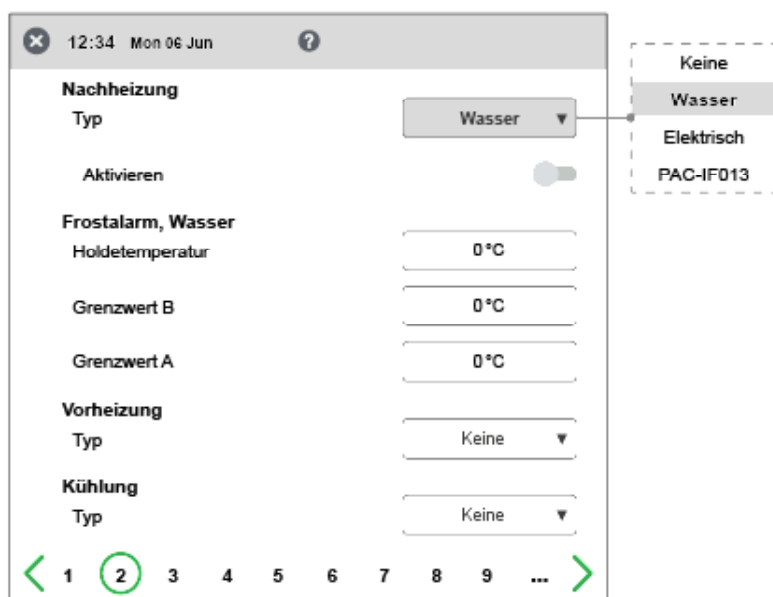 12:34 Mon 06 Jun ?
Nachheizung
Typ Wasser ▼
Aktivieren
Frostalarm, Wasser
Holdetemperatur 0°C
Grenzwert B 0°C
Grenzwert A 0°C
Vorheizung
Typ Keine ▼
Kühlung
Typ Keine ▼
1 2 3 4 5 6 7 8 9 ...
Keine
Wasser
Elektrisch
PAC-IF013